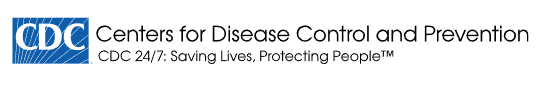 CDC Centers for Disease Control and Prevention
CDC 24/7: Saving Lives, Protecting People™